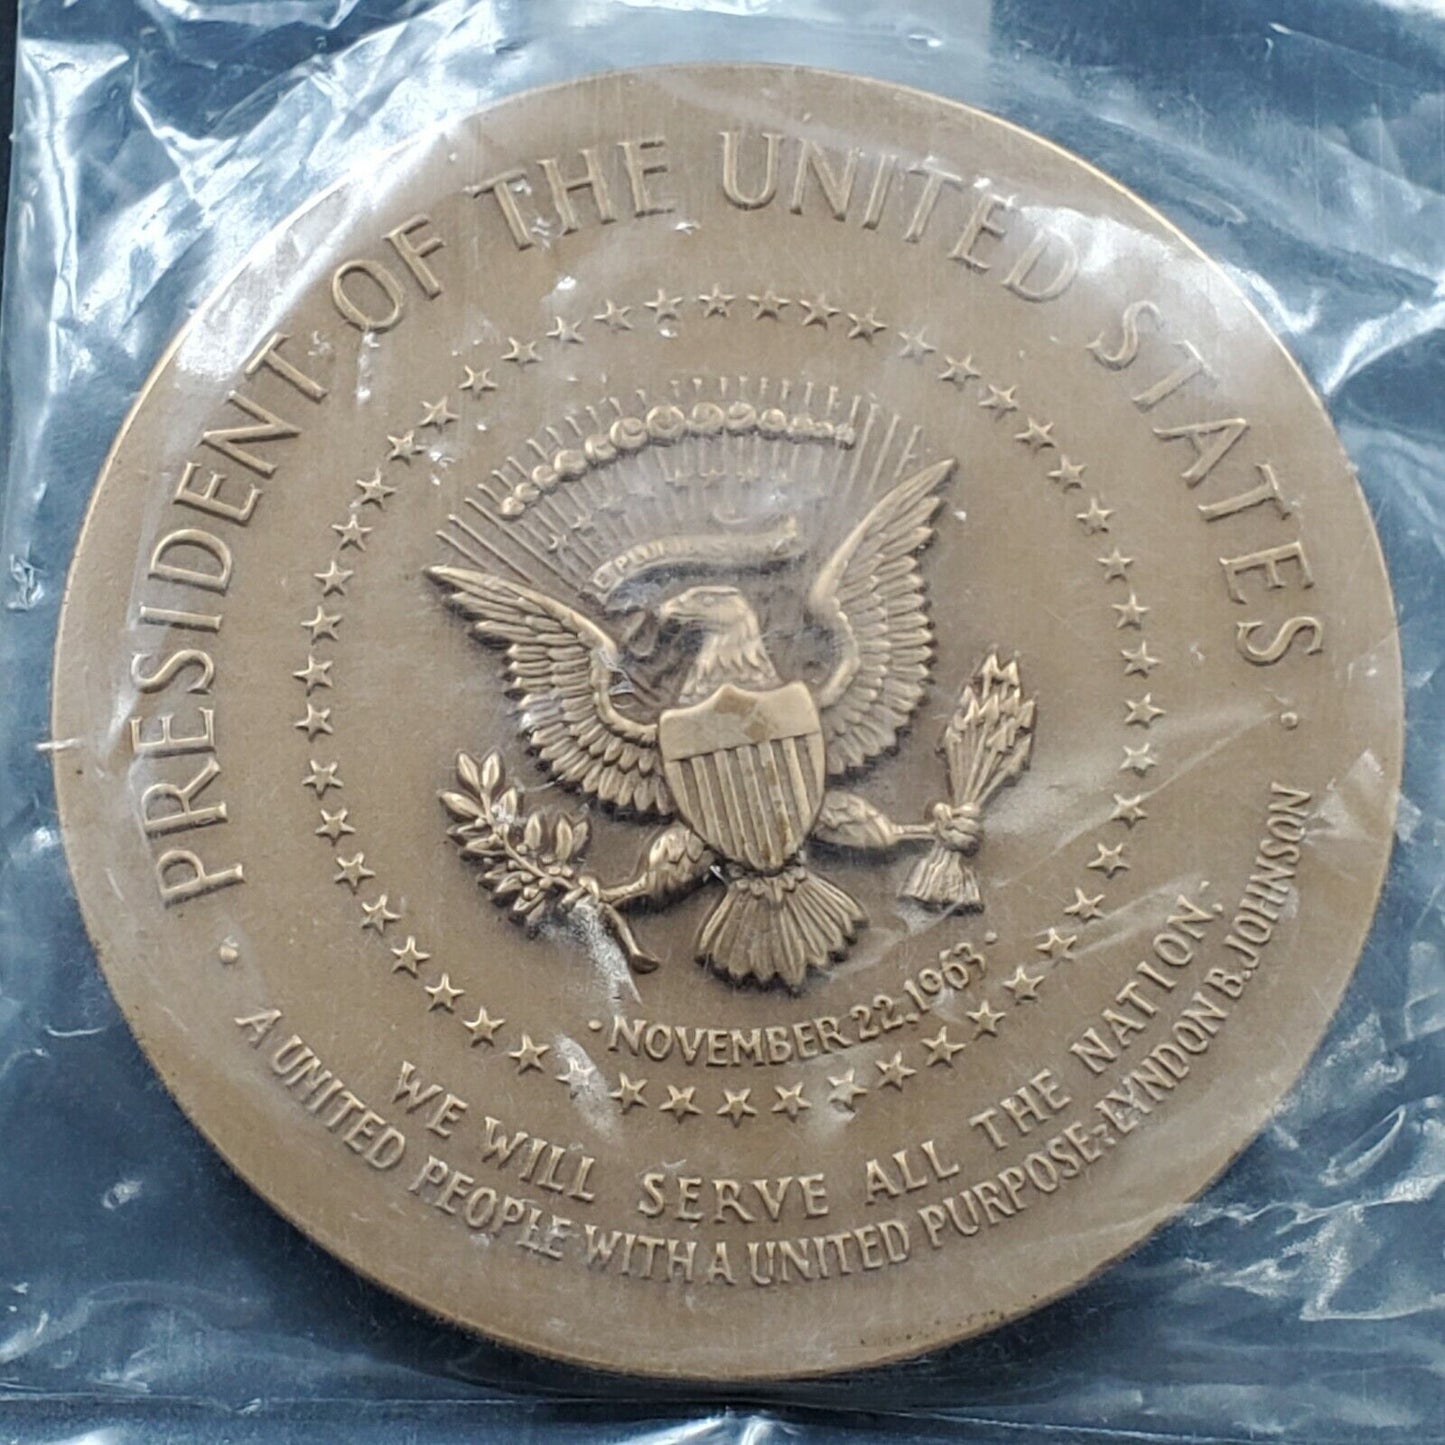 PRESIDENT OF THE UNITED STATES
E PLURIBUS
· NOVEMBER 22, 1963 ·
WE WILL SERVE ALL THE NATION,
A UNITED PEOPLE WITH A UNITED PURPOSE - LYNDON B. JOHNSON